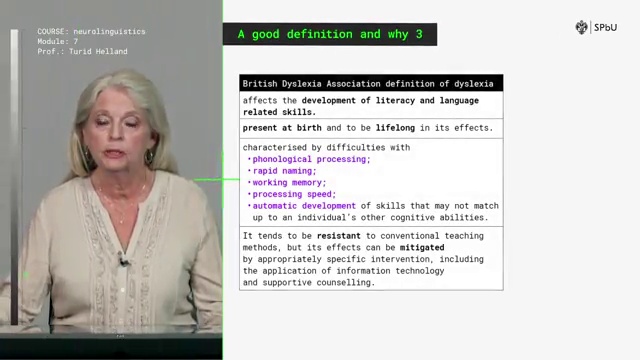 COURSE: neurolinguistics
Module: 7
Prof.: Turid Helland
A good definition and why 3
SPbU
British Dyslexia Association definition of dyslexia
affects the development of literacy and language
related skills.
present at birth and to be lifelong in its effects.
characterised by difficulties with
•phonological processing;
•rapid naming;
•working memory;
•processing speed;
•automatic development of skills that may not match
up to an individual's other cognitive abilities.
It tends to be resistant to conventional teaching
methods, but its effects can be mitigated
by appropriately specific intervention, including
the application of information technology
and supportive counselling.